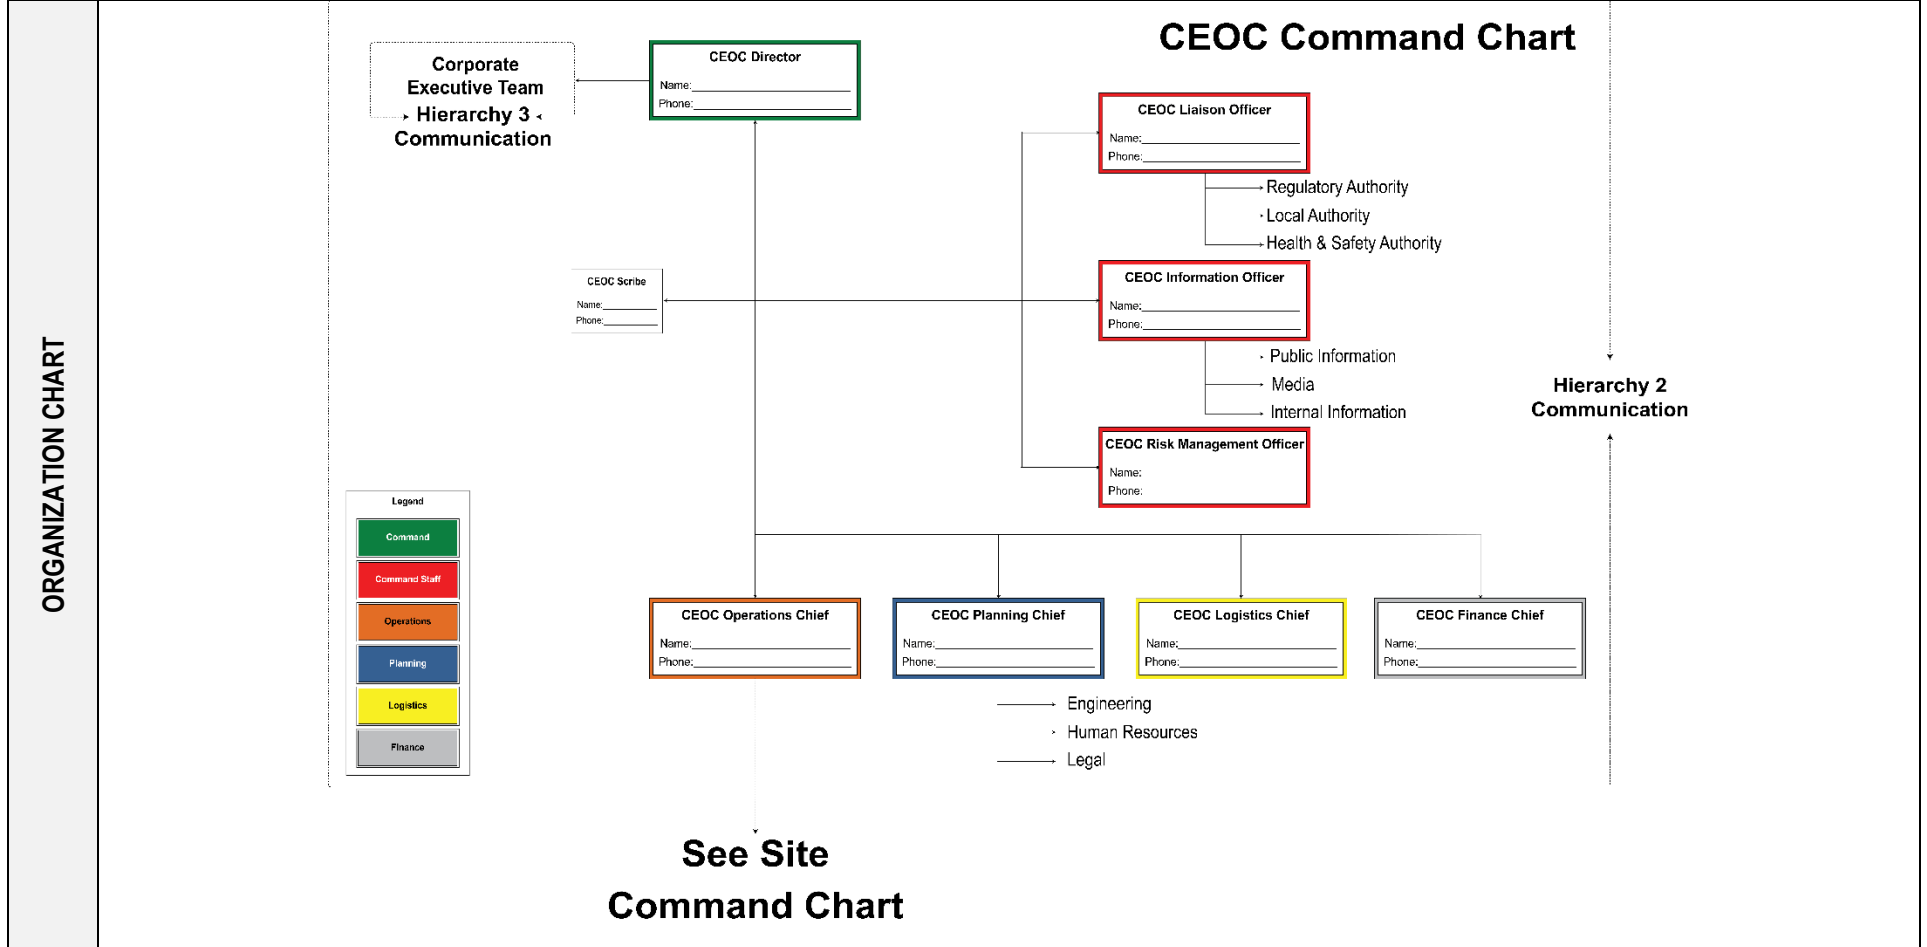 ORGANIZATION CHART
CEOC Command Chart
Corporate
Executive Team
Hierarchy 3
Communication
CEOC Director
Name:
Phone:
CEOC Liaison Officer
Name:
Phone:
Regulatory Authority
Local Authority
Health & Safety Authority
CEOC Scribe
Name:
Phone:
CEOC Information Officer
Name:
Phone:
Public Information
Media
Internal Information
Hierarchy 2
Communication
CEOC Risk Management Officer
Name:
Phone:
Legend
Command
Command Staff
Operations
Planning
Logistics
Finance
CEOC Operations Chief
Name:
Phone:
CEOC Planning Chief
Name:
Phone:
CEOC Logistics Chief
Name:
Phone:
CEOC Finance Chief
Name:
Phone:
Engineering
Human Resources
Legal
See Site
Command Chart